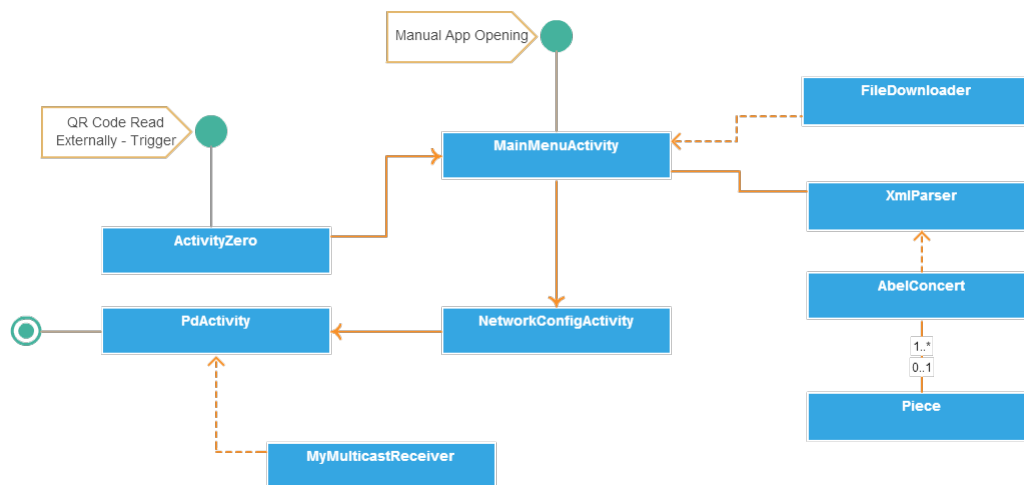 Manual App Opening
FileDownloader
QR Code Read
Externally - Trigger
MainMenuActivity
XmlParser
ActivityZero
AbelConcert
PdActivity
NetworkConfigActivity
1..*
0..1
Piece
MyMulticastReceiver